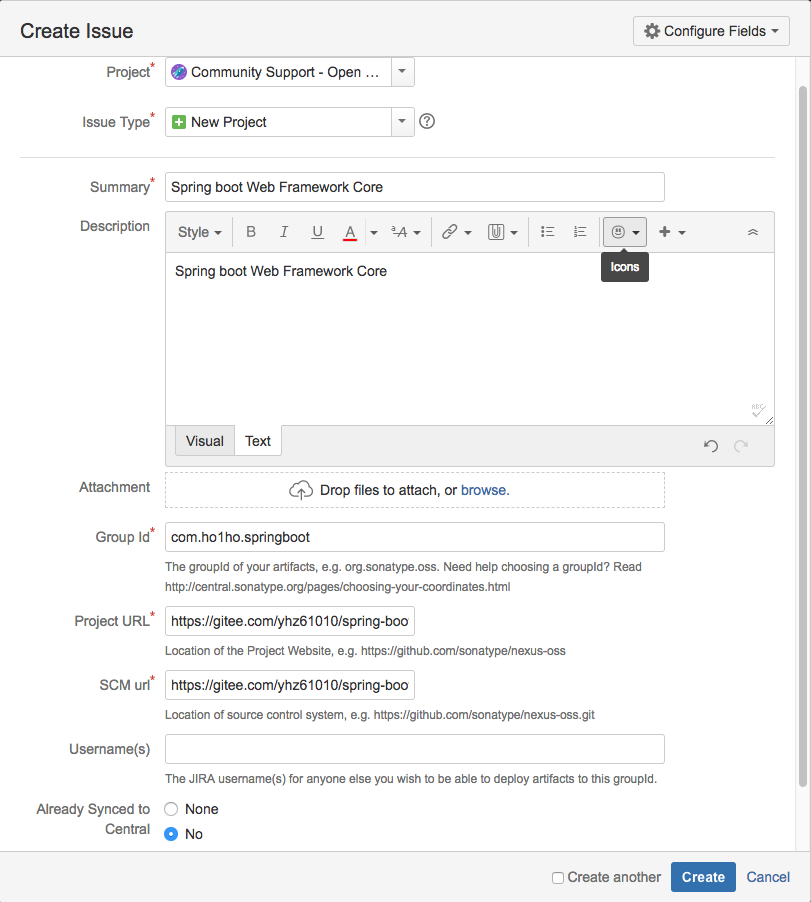 Create Issue
Configure Fields
Project*
Community Support - Open ...
Issue Type*
New Project
Summary*
Spring boot Web Framework Core
Description
Style
B I U A ªA
Icons
Spring boot Web Framework Core
ABC
Visual Text
Attachment
Drop files to attach, or browse.
Group Id*
com.ho1ho.springboot
The groupId of your artifacts, e.g. org.sonatype.oss. Need help choosing a groupId? Read
http://central.sonatype.org/pages/choosing-your-coordinates.html
Project URL*
https://gitee.com/yhz61010/spring-boo
Location of the Project Website, e.g. https://github.com/sonatype/nexus-oss
SCM url*
https://gitee.com/yhz61010/spring-boo
Location of source control system, e.g. https://github.com/sonatype/nexus-oss.git
Username(s)
The JIRA username(s) for anyone else you wish to be able to deploy artifacts to this groupId.
Already Synced to
Central
None
No
Create another
Create
Cancel